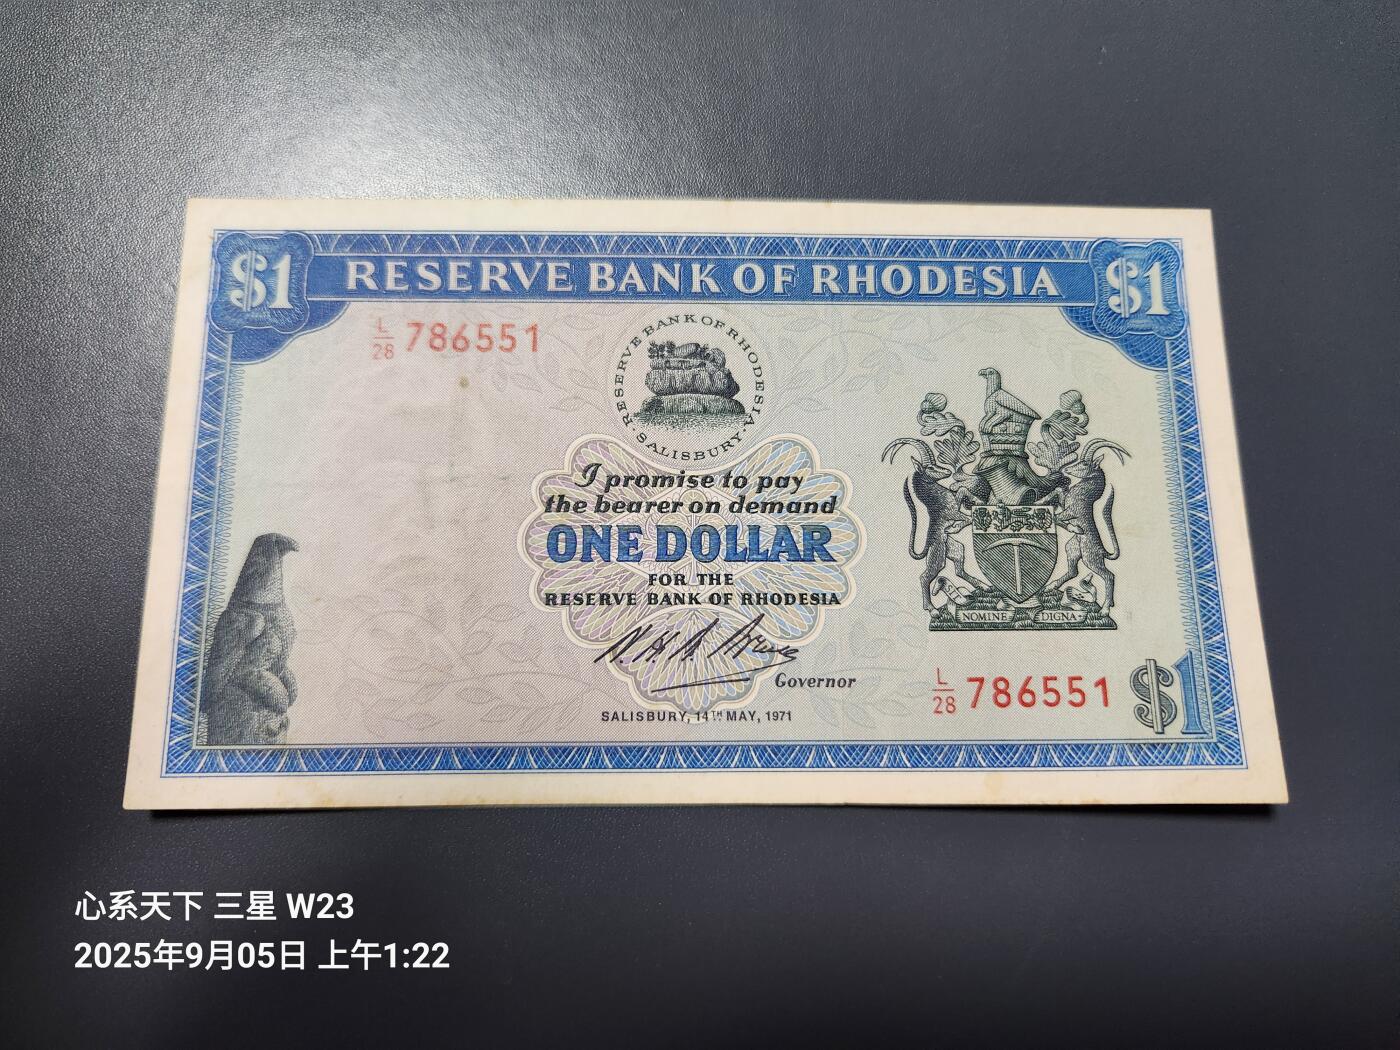 $1 RESERVE BANK OF RHODESIA $1
L/28 786551
RESERVE BANK OF RHODESIA · SALISBURY ·
I promise to pay
the bearer on demand
ONE DOLLAR
FOR THE
RESERVE BANK OF RHODESIA
Governor
SALISBURY, 14TH MAY, 1971
SIT NOMINE DIGNA
L/28 786551
$1
心系天下 三星 W23
2025年9月05日 上午1:22